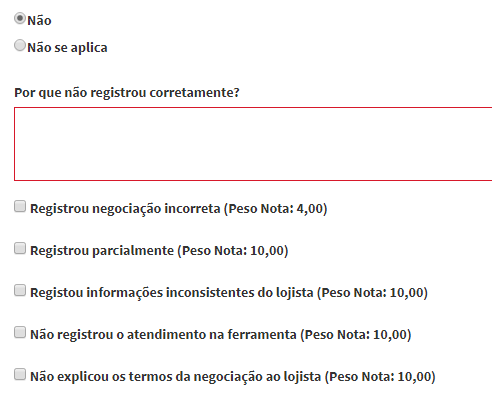 Não
Não se aplica
Por que não registrou corretamente?
Registrou negociação incorreta (Peso Nota: 4,00)
Registrou parcialmente (Peso Nota: 10,00)
Registou informações inconsistentes do lojista (Peso Nota: 10,00)
Não registrou o atendimento na ferramenta (Peso Nota: 10,00)
Não explicou os termos da negociação ao lojista (Peso Nota: 10,00)